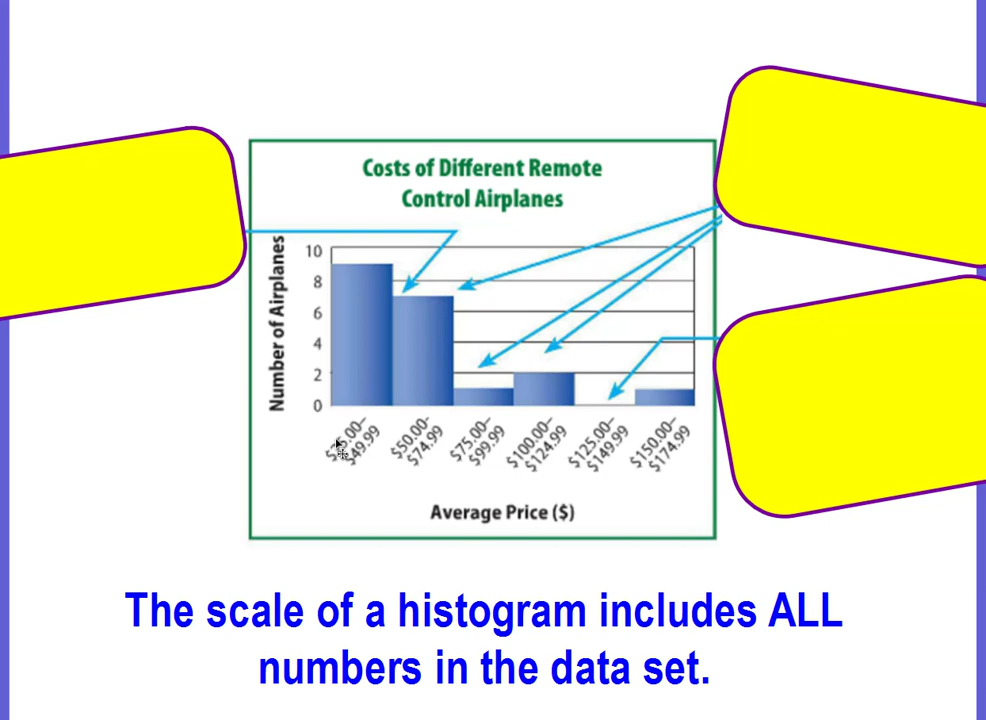 Costs of Different Remote
Control Airplanes
Number of Airplanes
10
8
6
4
2
0
$49.99
$50.00–
$74.99
$75.00–
$99.99
$100.00–
$124.99
$125.00–
$149.99
$150.00–
$174.99
Average Price ($)
The scale of a histogram includes ALL
numbers in the data set.